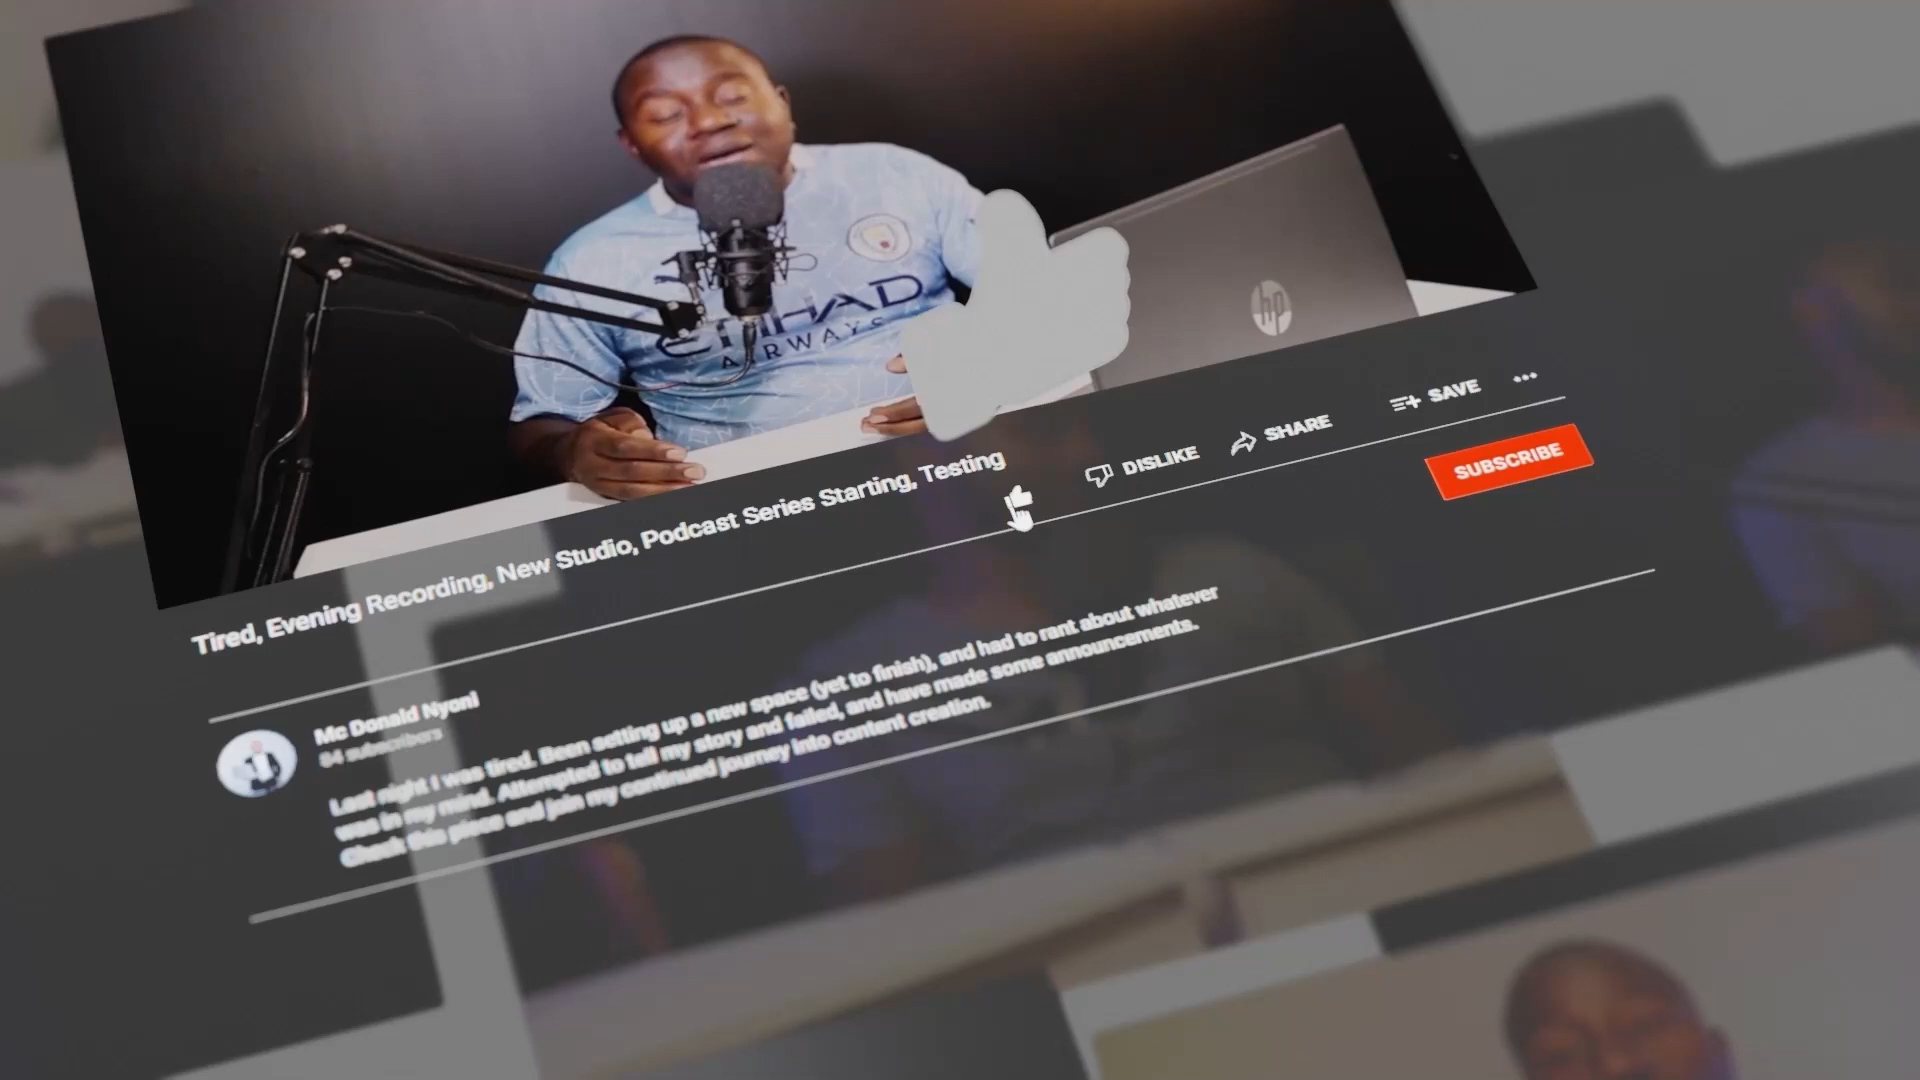 ETIHAD
AIRWAYS
hp
Tired, Evening Recording, New Studio, Podcast Series Starting, Testing
DISLIKE
SHARE
SAVE
SUBSCRIBE
Mc Donald Nyoni
84 subscribers
Last night I was tired. Been setting up a new space (yet to finish), and had to rant about whatever
was in my mind. Attempted to tell my story and failed, and have made some announcements.
Check this piece and join my continued journey into content creation.